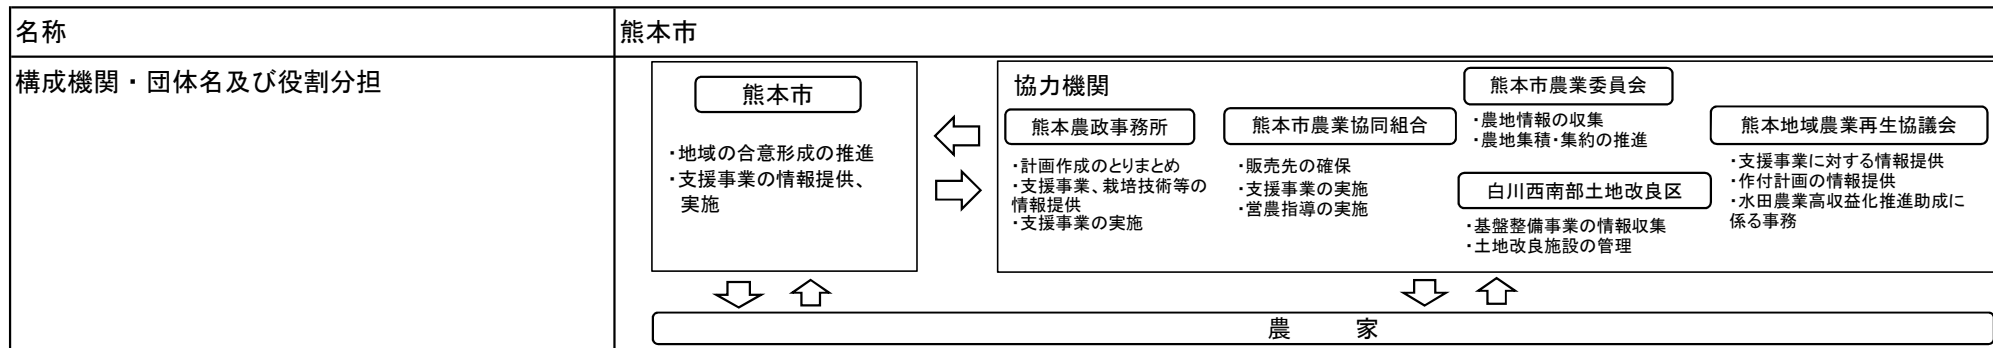 名称
熊本市
構成機関・団体名及び役割分担
熊本市
・地域の合意形成の推進
・支援事業の情報提供、
実施
協力機関
熊本農政事務所
・計画作成のとりまとめ
・支援事業、栽培技術等の
情報提供
・支援事業の実施
熊本市農業協同組合
・販売先の確保
・支援事業の実施
・営農指導の実施
熊本市農業委員会
・農地情報の収集
・農地集積・集約の推進
白川西南部土地改良区
・基盤整備事業の情報収集
・土地改良施設の管理
熊本地域農業再生協議会
・支援事業に対する情報提供
・作付計画の情報提供
・水田農業高収益化推進助成に
係る事務
農　　　家